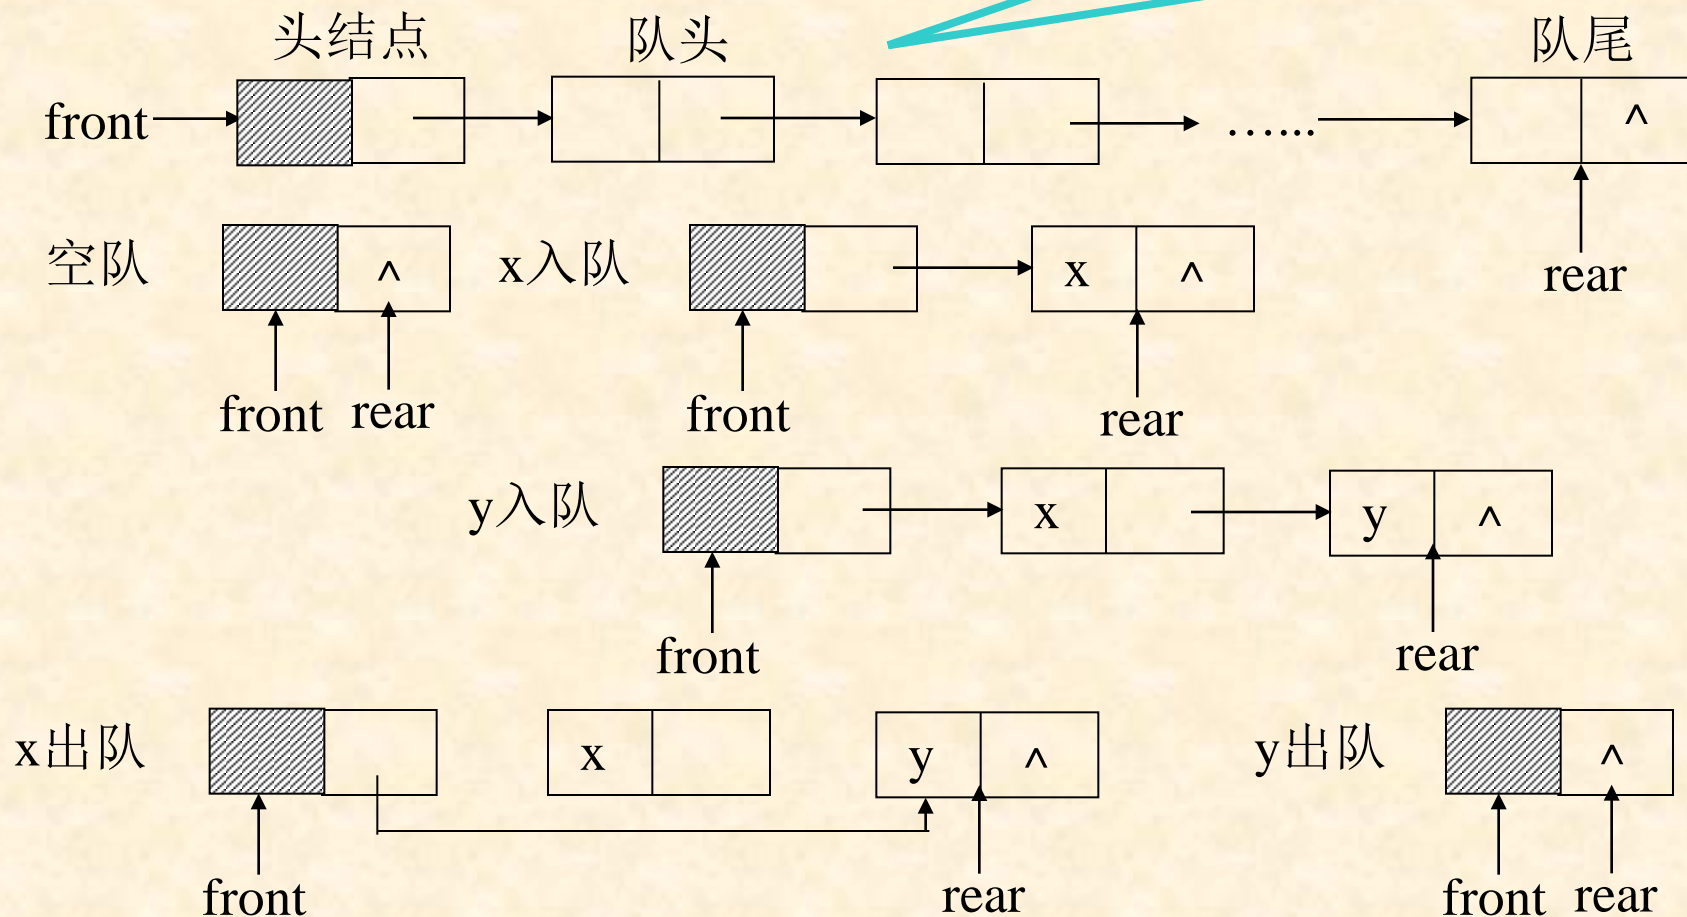 头结点 队头 队尾
front …… ^
rear
空队 ^ x入队 x ^
front rear front rear
y入队 x y ^
front rear
x出队 x y ^ y出队 ^
front rear front rear